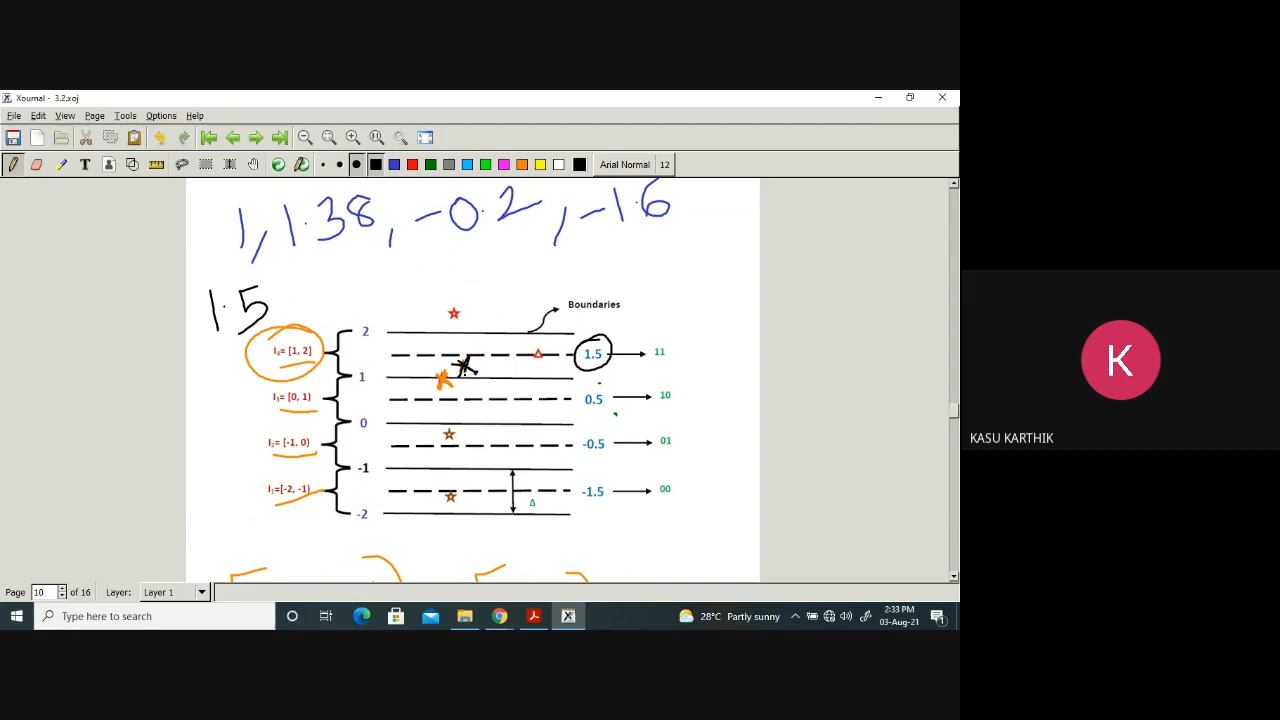 Xournal - 3.2.xoj
File Edit View Page Tools Options Help
Arial Normal 12
1, 1.38, -0.2, -1.6
1.5
Boundaries
2
I₄= [1, 2] 1.5 11
1
I₃= [0, 1) 0.5 10
0
I₂= [-1, 0) -0.5 01
-1
I₁=[-2, -1) -1.5 00
Δ
-2
Page 10 of 16 Layer: Layer 1
Type here to search
28°C Partly sunny
2:33 PM
03-Aug-21
K
KASU KARTHIK